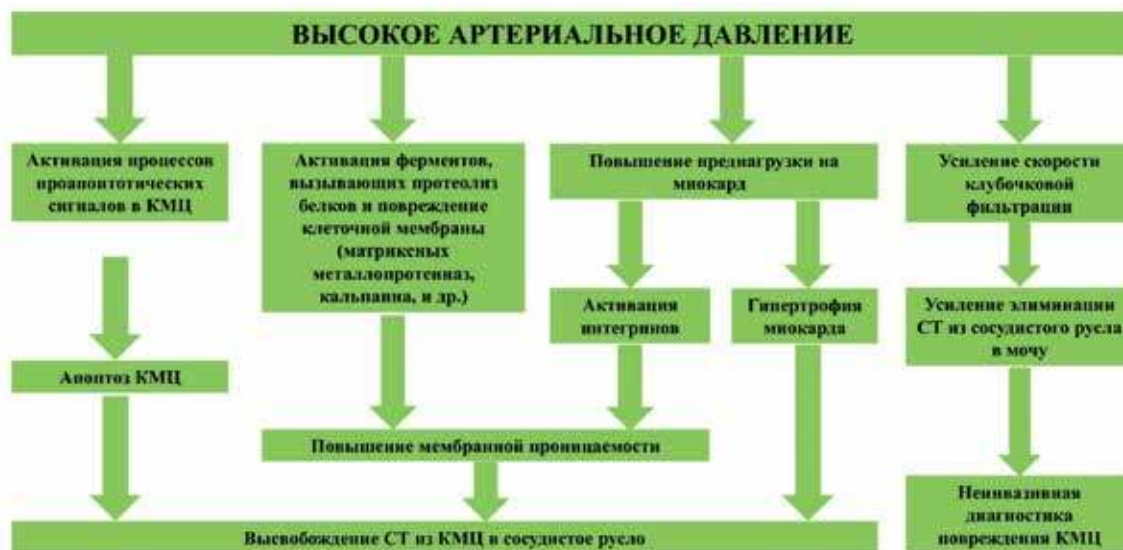 ВЫСОКОЕ АРТЕРИАЛЬНОЕ ДАВЛЕНИЕ
Активация процессов
проапоптотических
сигналов в КМЦ
Активация ферментов,
вызывающих протеолиз
белков и повреждение
клеточной мембраны
(матриксных
металлопротеиназ,
кальпаина, и др.)
Повышение преднагрузки на
миокард
Усиление скорости
клубочковой
фильтрации
Активация
интегринов
Гипертрофия
миокарда
Усиление элиминации
СТ из сосудистого русла
в мочу
Апоптоз КМЦ
Повышение мембранной проницаемости
Высвобождение СТ из КМЦ в сосудистое русло
Неинвазивная
диагностика
повреждения КМЦ